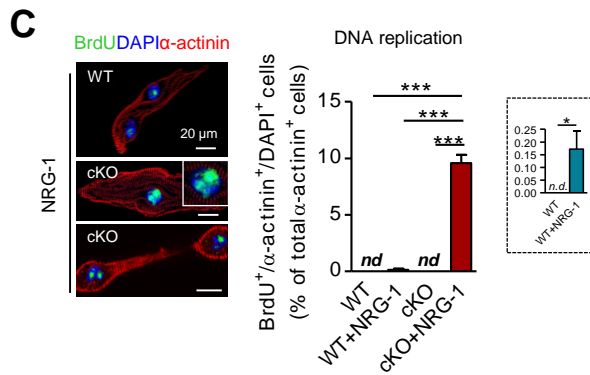 C
BrdUDAPIα-actinin
NRG-1
WT
20 µm
cKO
cKO
DNA replication
BrdU⁺/α-actinin⁺/DAPI⁺ cells
(% of total α-actinin⁺ cells)
15
10
5
0
***
***
***
nd
nd
WT
WT+NRG-1
cKO
cKO+NRG-1
0.25
0.20
0.15
0.10
0.05
0.00
*
n.d.
WT
WT+NRG-1